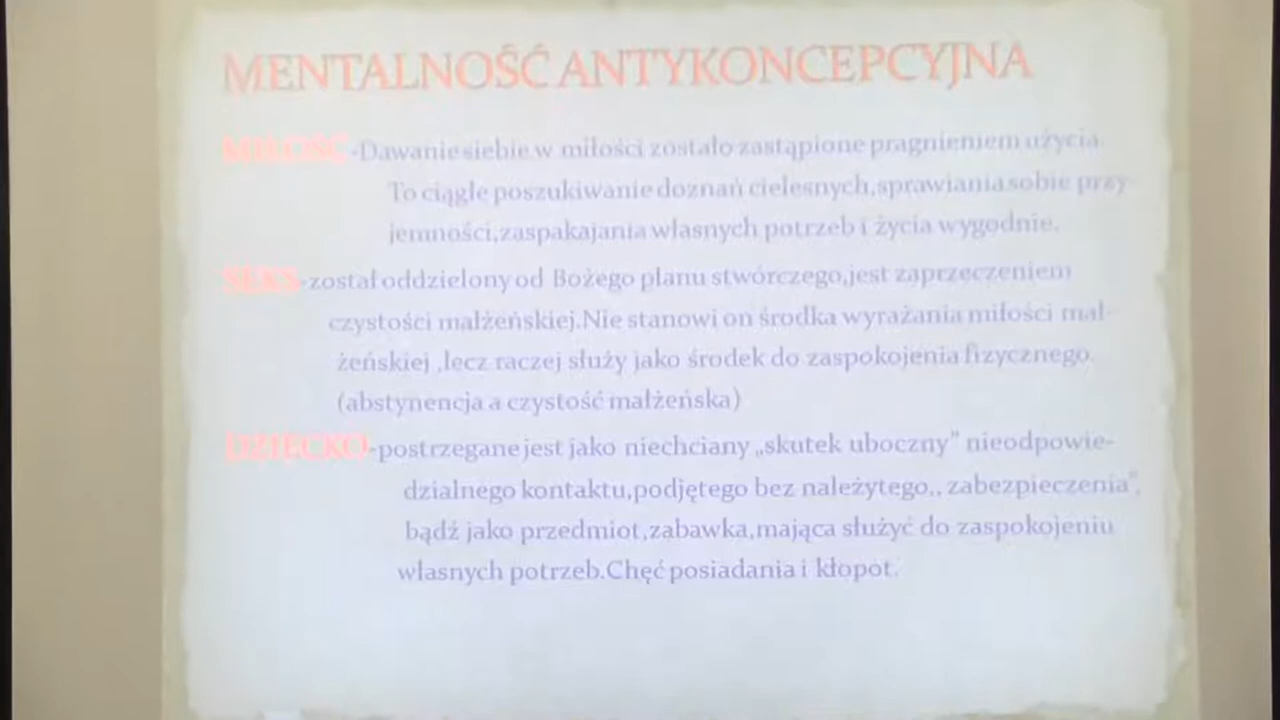 MENTALNOŚĆ ANTYKONCEPCYJNA
MIŁOŚĆ-Dawanie siebie w miłości zostało zastąpione pragnieniem użycia.
To ciągłe poszukiwanie doznań cielesnych,sprawiania sobie przy-
jemności,zaspakajania własnych potrzeb i życia wygodnie.
SEKS-został oddzielony od Bożego planu stwórczego,jest zaprzeczeniem
czystości małżeńskiej.Nie stanowi on środka wyrażania miłości mał-
żeńskiej ,lecz raczej służy jako środek do zaspokojenia fizycznego.
(abstynencja a czystość małżeńska)
DZIECKO-postrzegane jest jako niechciany „skutek uboczny” nieodpowie-
dzialnego kontaktu,podjętego bez należytego,, zabezpieczenia”,
bądź jako przedmiot,zabawka,mająca służyć do zaspokojeniu
własnych potrzeb.Chęć posiadania i kłopot.